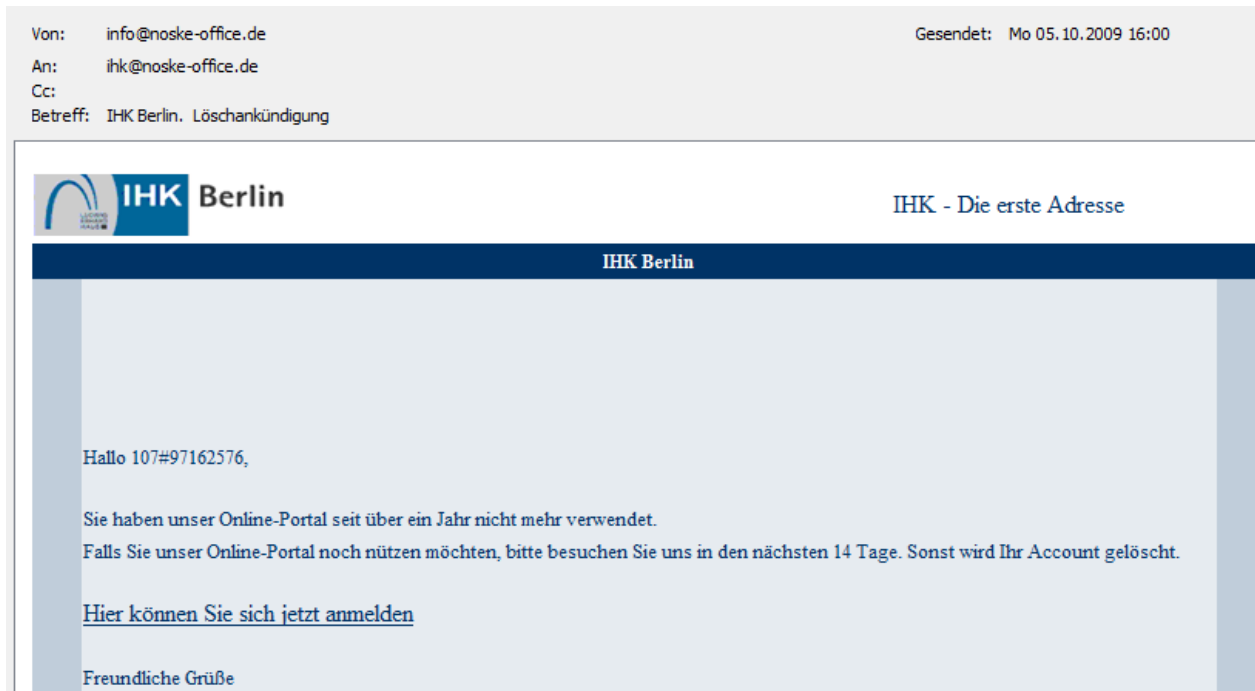 Von: info@noske-office.de Gesendet: Mo 05.10.2009 16:00
An: ihk@noske-office.de
Cc:
Betreff: IHK Berlin. Löschankündigung
IHK Berlin
LUDWIG
ERHARD
HAUS
IHK - Die erste Adresse
IHK Berlin
Hallo 107#97162576,
Sie haben unser Online-Portal seit über ein Jahr nicht mehr verwendet.
Falls Sie unser Online-Portal noch nützen möchten, bitte besuchen Sie uns in den nächsten 14 Tage. Sonst wird Ihr Account gelöscht.
Hier können Sie sich jetzt anmelden
Freundliche Grüße